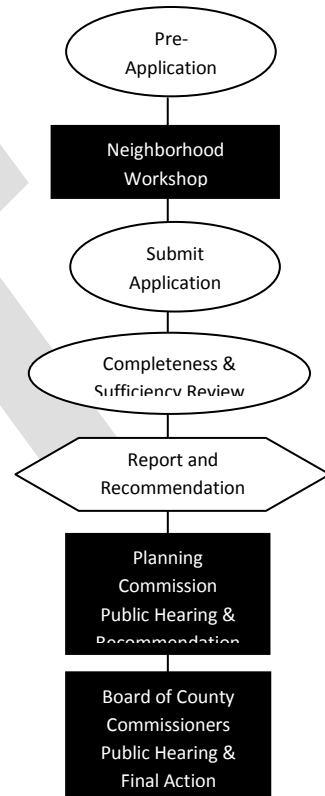 Pre-
Application
Neighborhood
Workshop
Submit
Application
Completeness &
Sufficiency Review
Report and
Recommendation
Planning
Commission
Public Hearing &
Recommendation
Board of County
Commissioners
Public Hearing &
Final Action